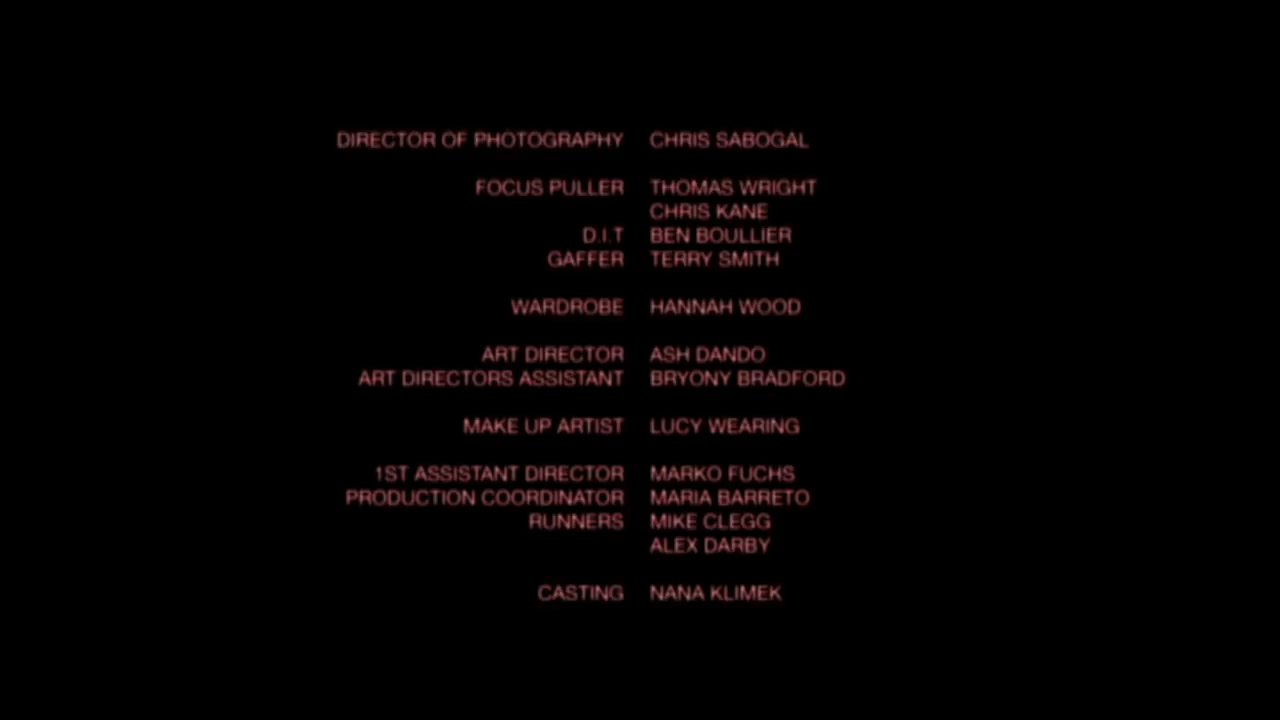 DIRECTOR OF PHOTOGRAPHY CHRIS SABOGAL
FOCUS PULLER THOMAS WRIGHT
CHRIS KANE
D.I.T BEN BOULLIER
GAFFER TERRY SMITH
WARDROBE HANNAH WOOD
ART DIRECTOR ASH DANDO
ART DIRECTORS ASSISTANT BRYONY BRADFORD
MAKE UP ARTIST LUCY WEARING
1ST ASSISTANT DIRECTOR MARKO FUCHS
PRODUCTION COORDINATOR MARIA BARRETO
RUNNERS MIKE CLEGG
ALEX DARBY
CASTING NANA KLIMEK